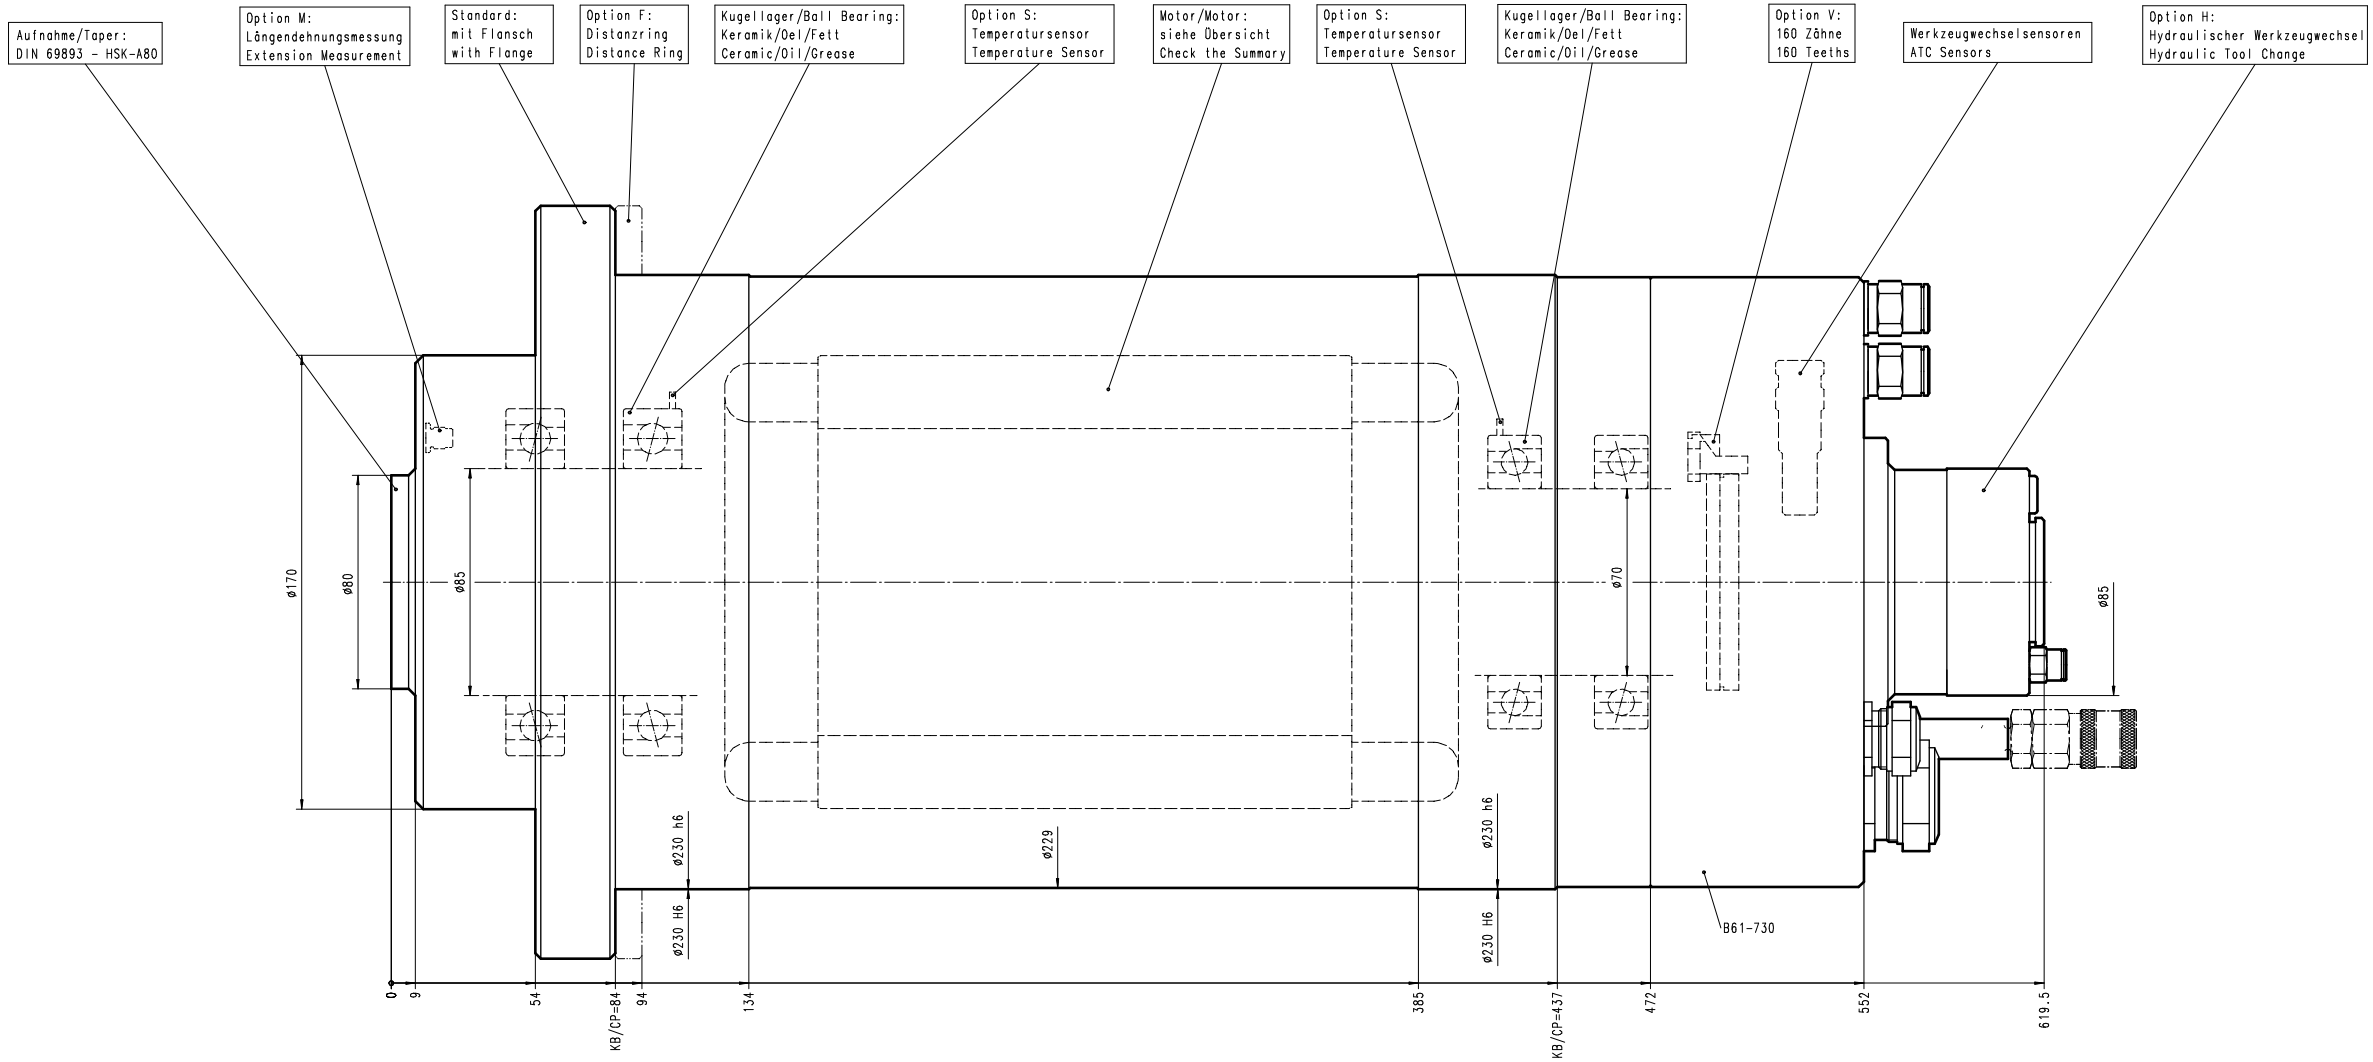 Aufnahme/Taper:
DIN 69893 - HSK-A80
Option M:
Längendehnungsmessung
Extension Measurement
Standard:
mit Flansch
with Flange
Option F:
Distanzring
Distance Ring
Kugellager/Ball Bearing:
Keramik/Oel/Fett
Ceramic/Oil/Grease
Option S:
Temperatursensor
Temperature Sensor
Motor/Motor:
siehe Übersicht
Check the Summary
Option S:
Temperatursensor
Temperature Sensor
Kugellager/Ball Bearing:
Keramik/Oel/Fett
Ceramic/Oil/Grease
Option V:
160 Zähne
160 Teeths
Werkzeugwechselsensoren
ATC Sensors
Option H:
Hydraulischer Werkzeugwechsel
Hydraulic Tool Change
ø170
ø80
ø85
ø70
ø85
ø230 h6
ø230 H6
ø229
ø230 h6
ø230 H6
B61-730
0
9
54
KB/CP=84
94
134
385
KB/CP=437
472
552
619.5